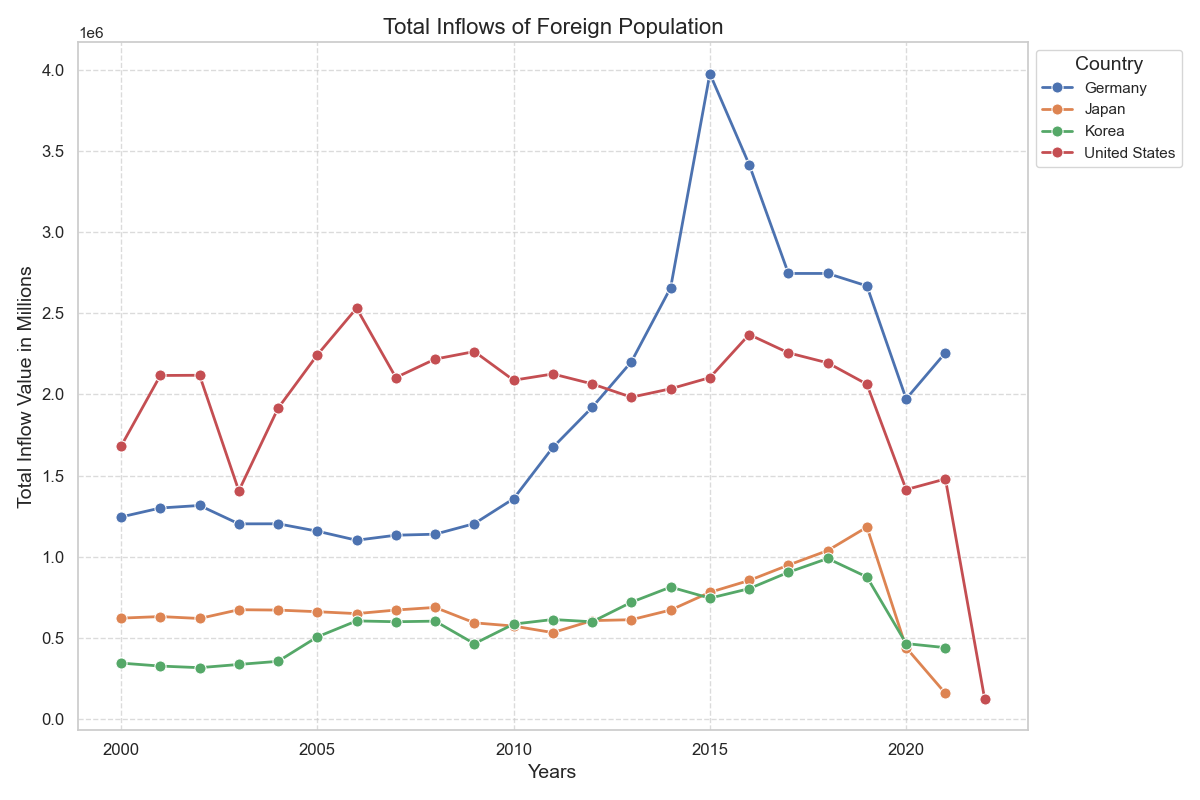 Total Inflows of Foreign Population
1e6
4.0
3.5
3.0
2.5
2.0
1.5
1.0
0.5
0.0
Total Inflow Value in Millions
2000 2005 2010 2015 2020
Years
Country
Germany
Japan
Korea
United States